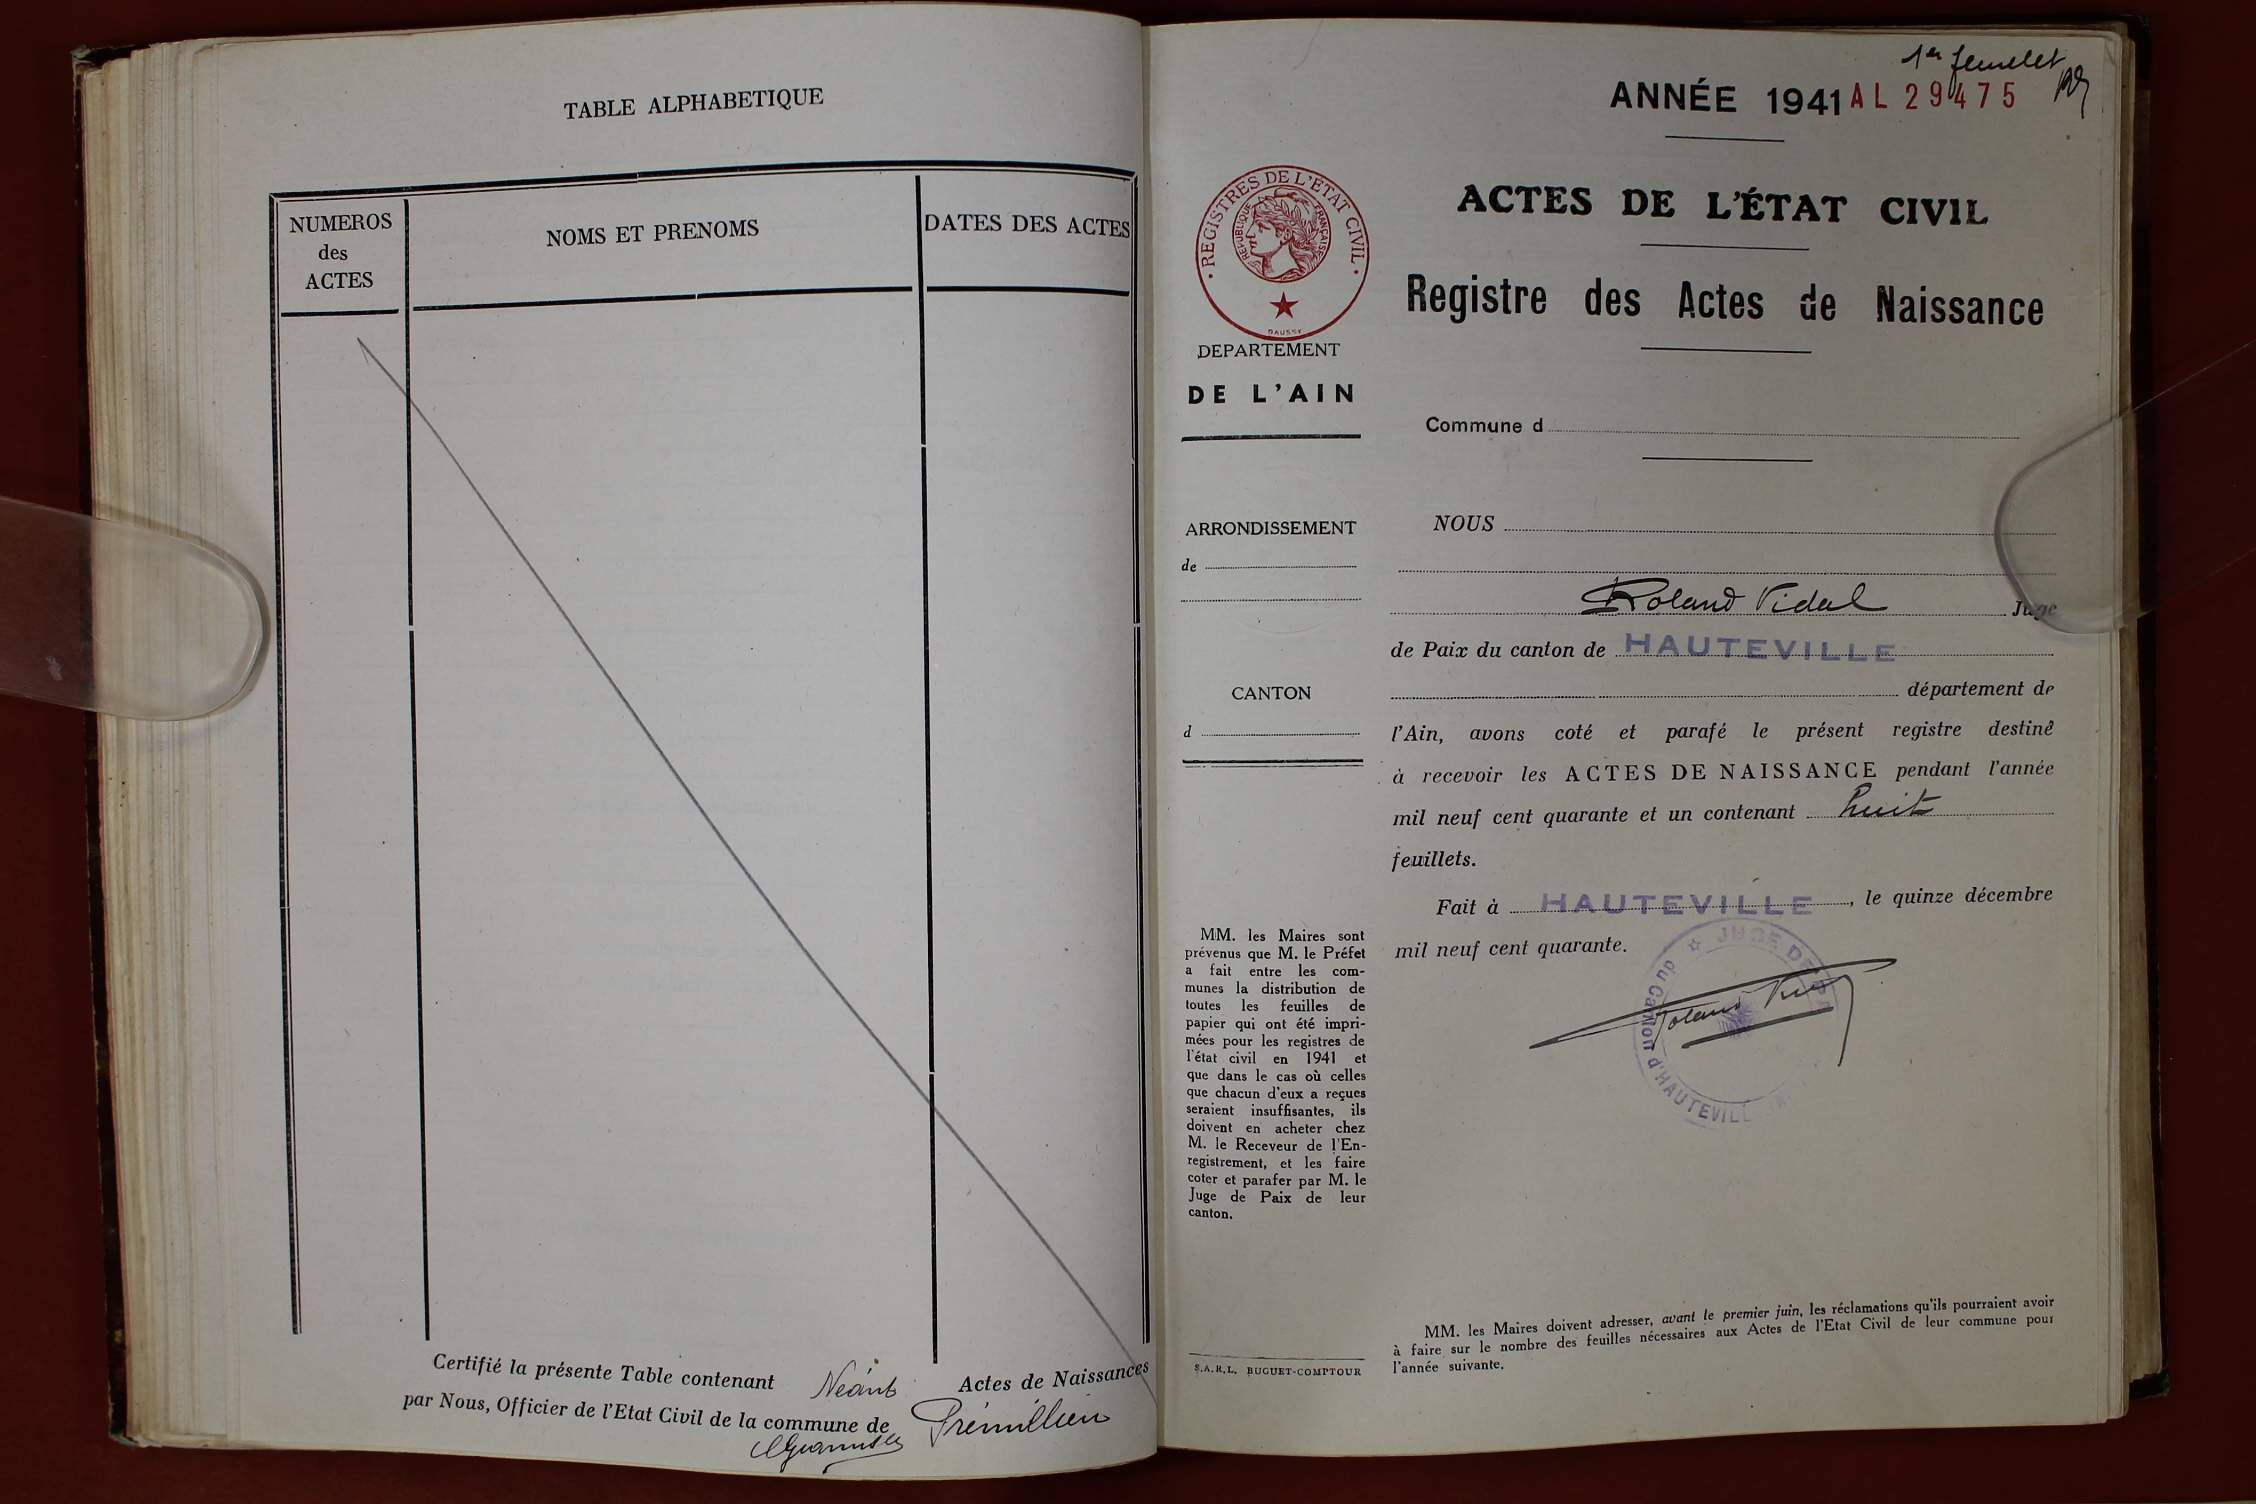 TABLE ALPHABETIQUE
NUMEROS
des
ACTES
NOMS ET PRENOMS
DATES DES ACTES
Certifié la présente Table contenant Néant Actes de Naissances
par Nous, Officier de l'Etat Civil de la commune de Prémillieu
1er feuillet
ANNÉE 1941 AL 29475
ACTES DE L'ÉTAT CIVIL
Registre des Actes de Naissance
· REGISTRES DE L'ETAT CIVIL ·
REPUBLIQUE FRANÇAISE
DAUSSY
DEPARTEMENT
DE L'AIN
ARRONDISSEMENT
de
CANTON
d
MM. les Maires sont
prévenus que M. le Préfet
a fait entre les com-
munes la distribution de
toutes les feuilles de
papier qui ont été impri-
mées pour les registres de
l'état civil en 1941 et
que dans le cas où celles
que chacun d'eux a reçues
seraient insuffisantes, ils
doivent en acheter chez
M. le Receveur de l'En-
registrement, et les faire
coter et parafer par M. le
Juge de Paix de leur
canton.
S.A.R.L. BUGUET-COMPTOUR
Commune d
NOUS
Roland Vidal Juge
de Paix du canton de HAUTEVILLE
département de
l'Ain, avons coté et parafé le présent registre destiné
à recevoir les ACTES DE NAISSANCE pendant l'année
mil neuf cent quarante et un contenant huit
feuillets.
Fait à HAUTEVILLE, le quinze décembre
mil neuf cent quarante.
JUGE DE PA
du Canton d'HAUTEVILL
Roland Vidal
MM. les Maires doivent adresser, avant le premier juin, les réclamations qu'ils pourraient avoir
à faire sur le nombre des feuilles nécessaires aux Actes de l'Etat Civil de leur commune pour
l'année suivante.